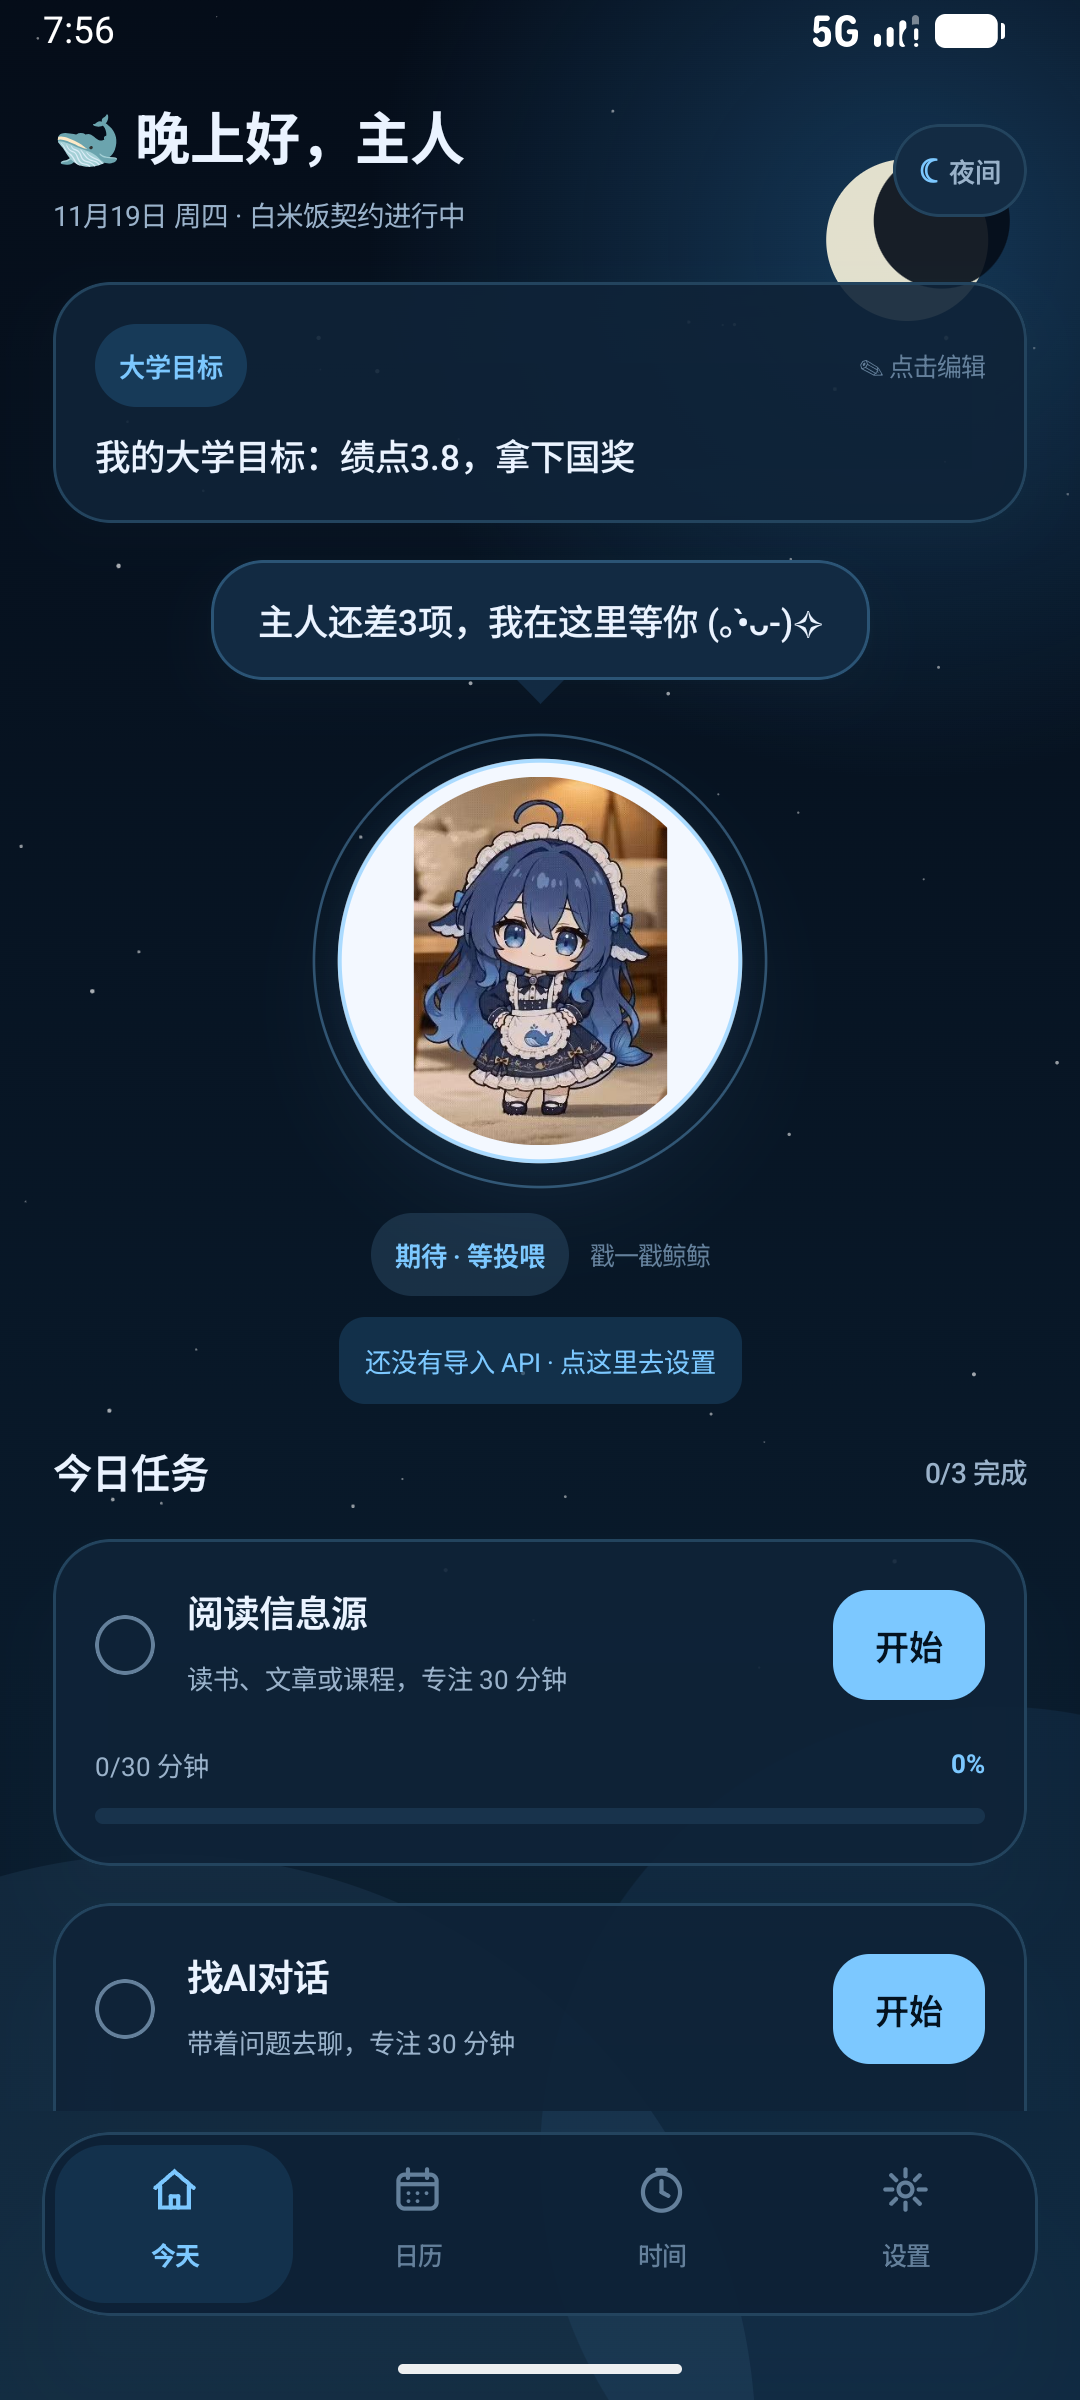 7:56
5G
🐳 晚上好，主人
☾ 夜间
11月19日 周四 · 白米饭契约进行中
大学目标
✎ 点击编辑
我的大学目标：绩点3.8，拿下国奖
主人还差3项，我在这里等你 (｡•̀ᴗ-)✧
期待 · 等投喂
戳一戳鲸鲸
还没有导入 API · 点这里去设置
今日任务
0/3 完成
阅读信息源
读书、文章或课程，专注 30 分钟
开始
0/30 分钟
0%
找AI对话
带着问题去聊，专注 30 分钟
开始
今天
日历
时间
设置